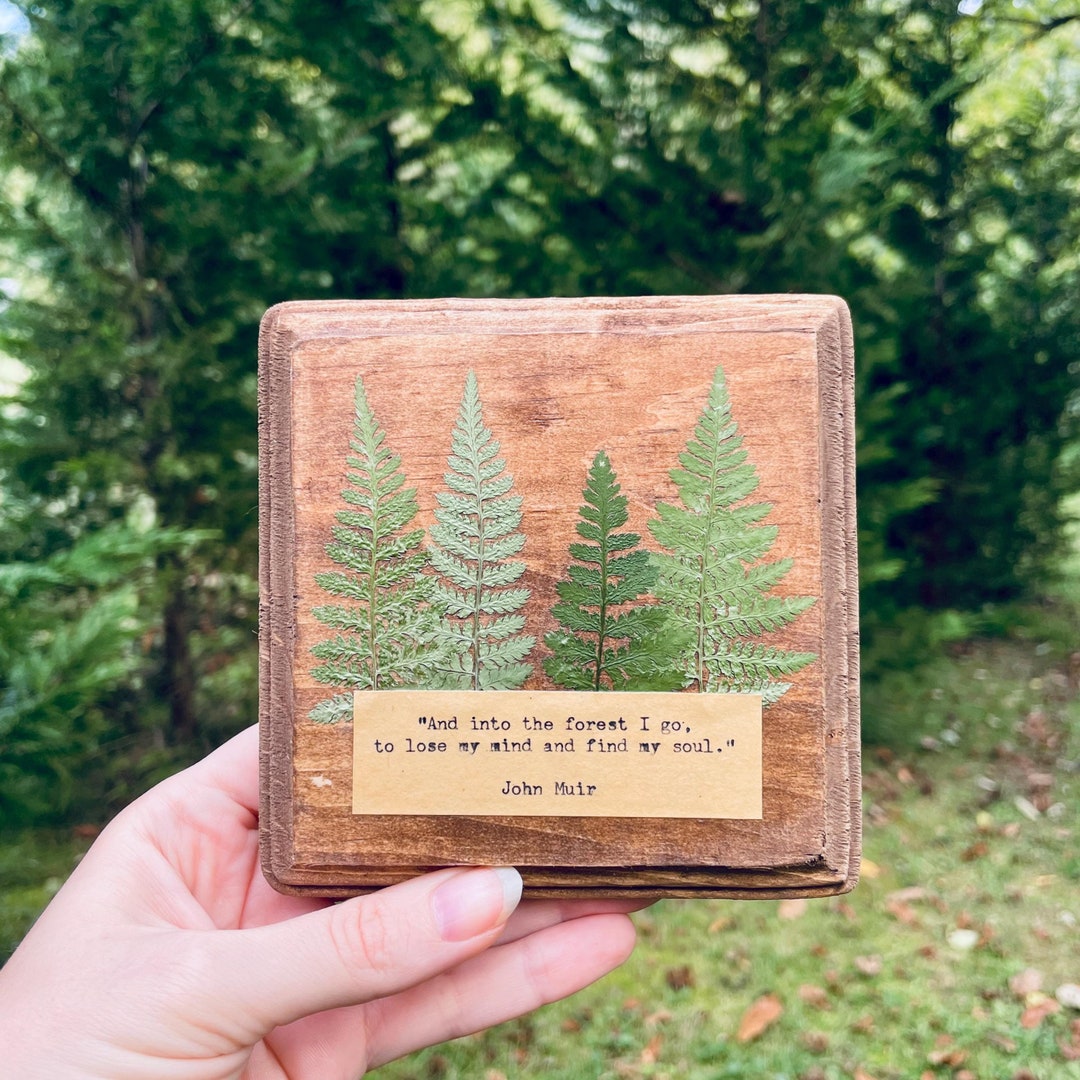 "And into the forest I go,
to lose my mind and find my soul."
John Muir